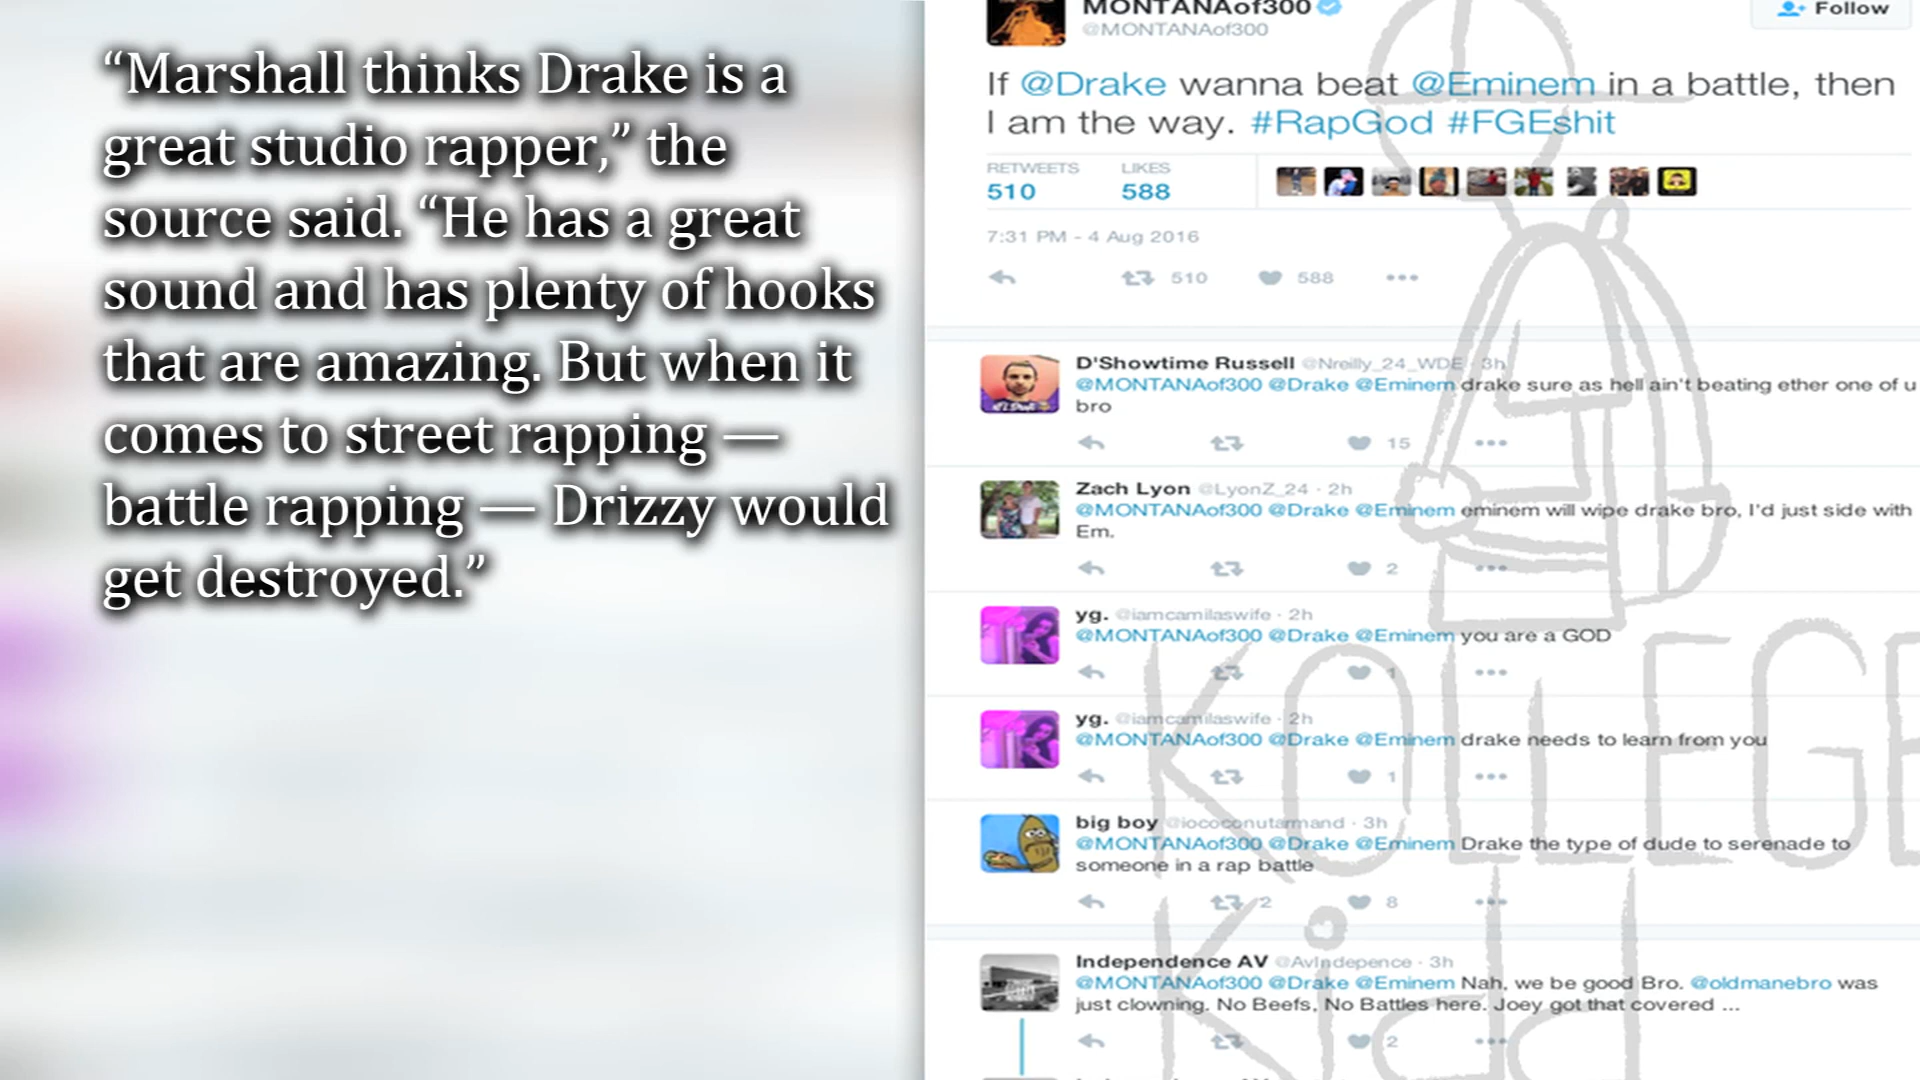 “Marshall thinks Drake is a
great studio rapper,” the
source said. “He has a great
sound and has plenty of hooks
that are amazing. But when it
comes to street rapping —
battle rapping — Drizzy would
get destroyed.”
MONTANAof300
@MONTANAof300
Follow
If @Drake wanna beat @Eminem in a battle, then
I am the way. #RapGod #FGEshit
RETWEETS LIKES
510 588
7:31 PM - 4 Aug 2016
510 588
D'Showtime Russell @Nreilly_24_WDE · 3h
@MONTANAof300 @Drake @Eminem drake sure as hell ain't beating ether one of u
bro
15
Zach Lyon @LyonZ_24 · 2h
@MONTANAof300 @Drake @Eminem eminem will wipe drake bro, I'd just side with
Em.
2
yg. @iamcamilaswife · 2h
@MONTANAof300 @Drake @Eminem you are a GOD
1
yg. @iamcamilaswife · 2h
@MONTANAof300 @Drake @Eminem drake needs to learn from you
1
big boy @iococonutarmand · 3h
@MONTANAof300 @Drake @Eminem Drake the type of dude to serenade to
someone in a rap battle
2 8
Independence AV @AvIndepence · 3h
@MONTANAof300 @Drake @Eminem Nah, we be good Bro. @oldmanebro was
just clowning. No Beefs, No Battles here. Joey got that covered ...
2
KOLLEGE
Kidd